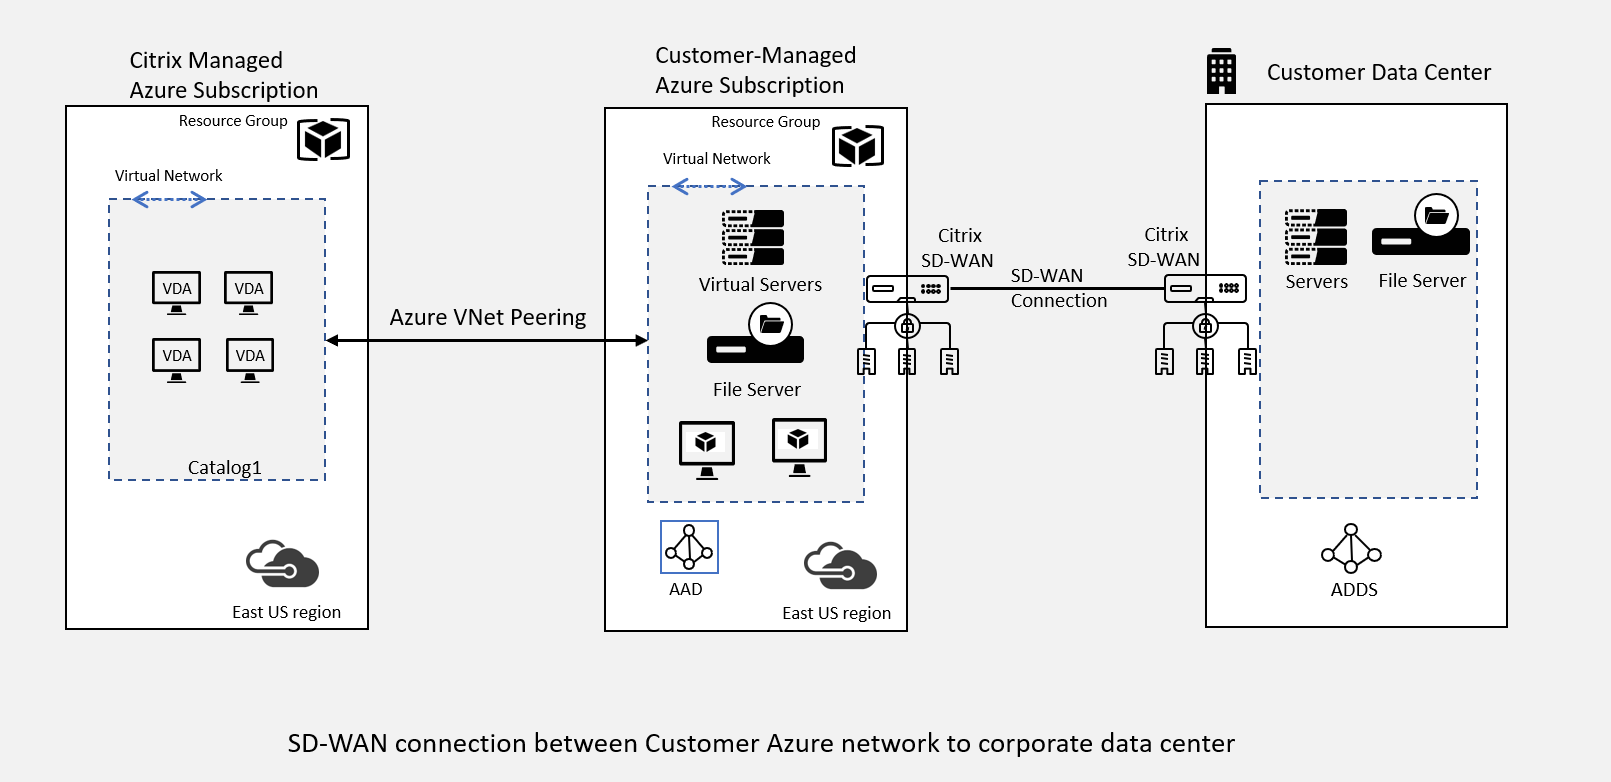 Citrix Managed
Azure Subscription
Resource Group
Virtual Network
VDA
VDA
VDA
VDA
Catalog1
East US region
Azure VNet Peering
Customer-Managed
Azure Subscription
Resource Group
Virtual Network
Virtual Servers
File Server
AAD
East US region
Citrix
SD-WAN
SD-WAN
Connection
Citrix
SD-WAN
Customer Data Center
Servers
File Server
ADDS
SD-WAN connection between Customer Azure network to corporate data center